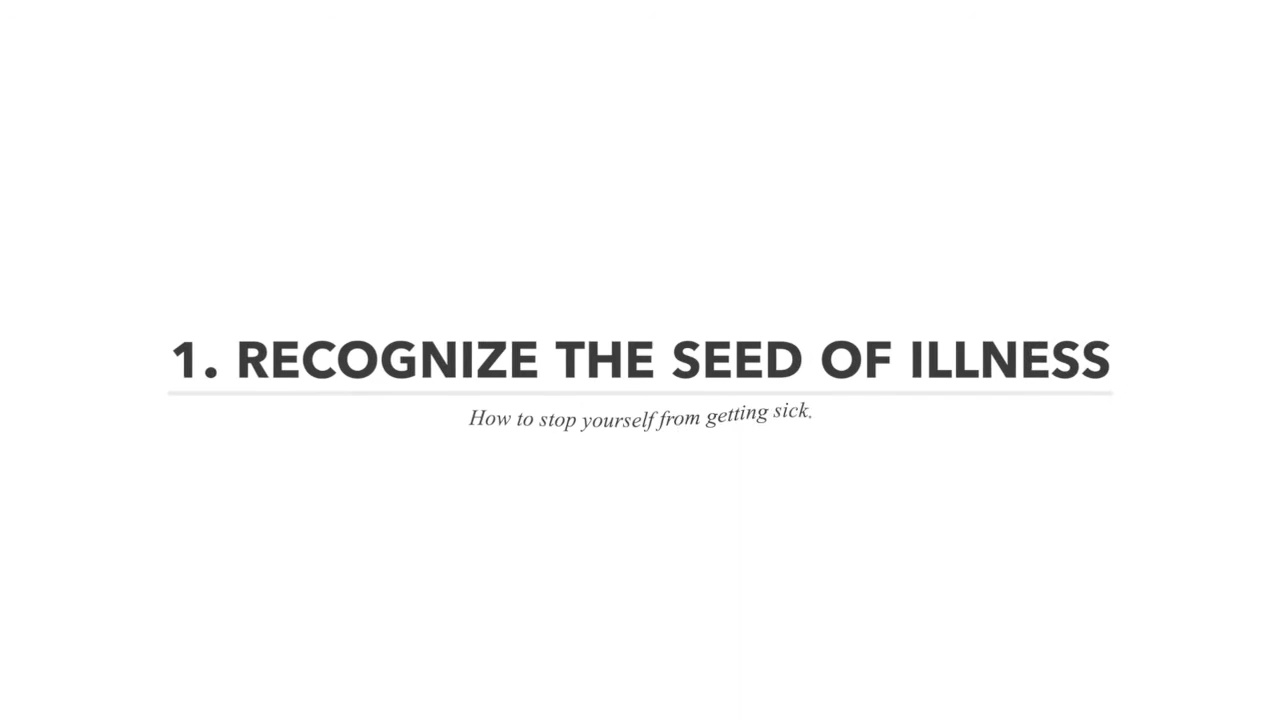 1. RECOGNIZE THE SEED OF ILLNESS
How to stop yourself from getting sick.